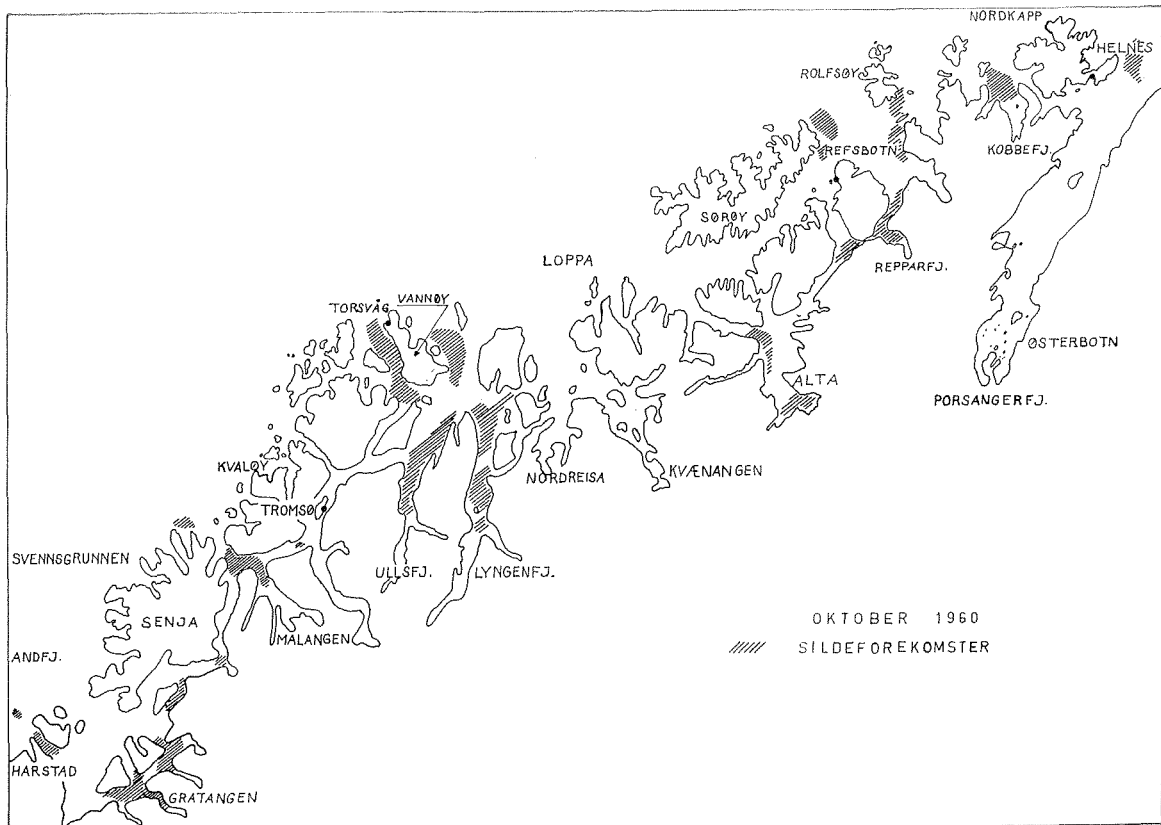 NORDKAPP
HELNES
ROLFSØY
KOBBEFJ.
REFSBOTN
SØRØY
REPPARFJ.
LOPPA
TORSVÅG
VANNØY
ØSTERBOTN
ALTA
PORSANGERFJ.
KVALØY
NORDREISA
KVÆNANGEN
TROMSØ
SVENNSGRUNNEN
ULLSFJ.
LYNGENFJ.
SENJA
MALANGEN
OKTOBER 1960
SILDEFOREKOMSTER
ANDFJ.
HARSTAD
GRATANGEN